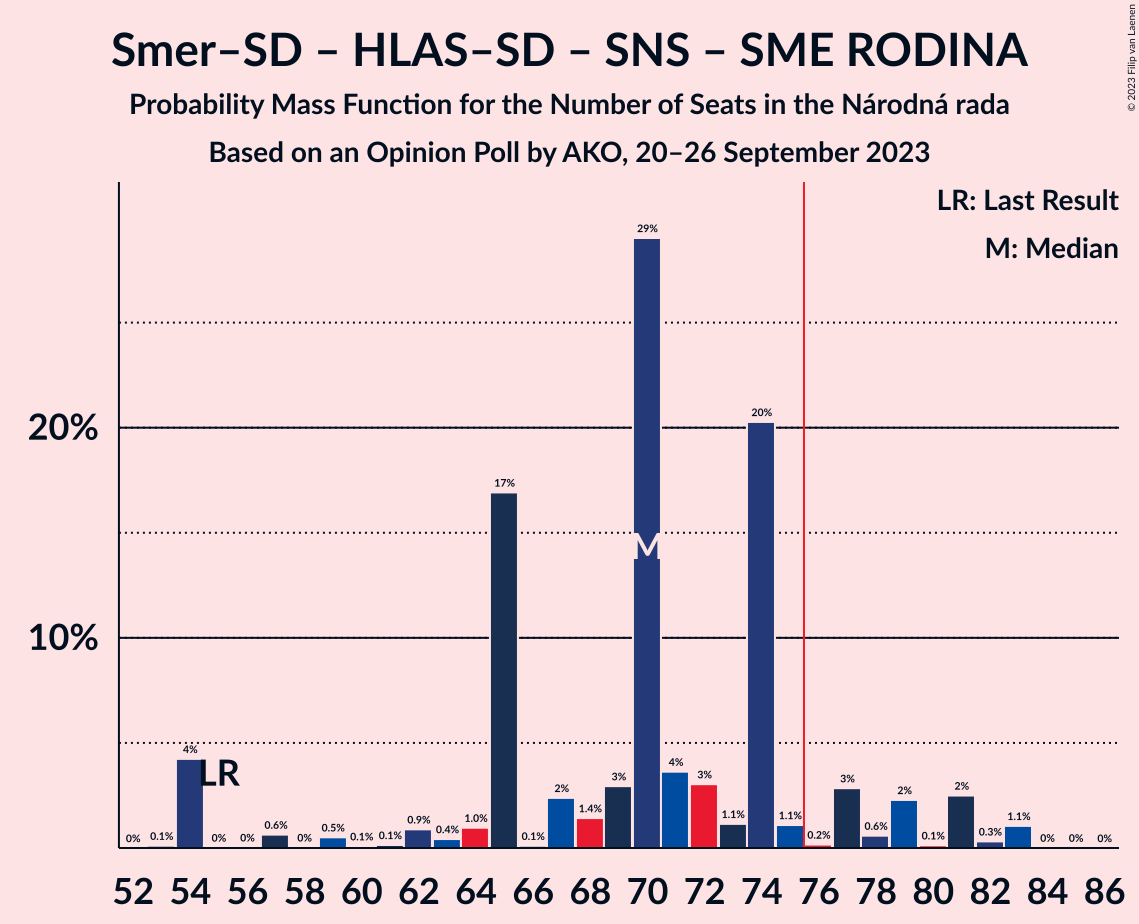 Smer–SD – HLAS–SD – SNS – SME RODINA
Probability Mass Function for the Number of Seats in the Národná rada
Based on an Opinion Poll by AKO, 20–26 September 2023
© 2023 Filip van Laenen
LR: Last Result
M: Median
20%
10%
0% 0.1% 4% 0% 0% 0.6% 0% 0.5% 0.1% 0.1% 0.9% 0.4% 1.0% 17% 0.1% 2% 1.4% 3% 29% 4% 3% 1.1% 20% 1.1% 0.2% 3% 0.6% 2% 0.1% 2% 0.3% 1.1% 0% 0% 0%
LR
M
52 54 56 58 60 62 64 66 68 70 72 74 76 78 80 82 84 86